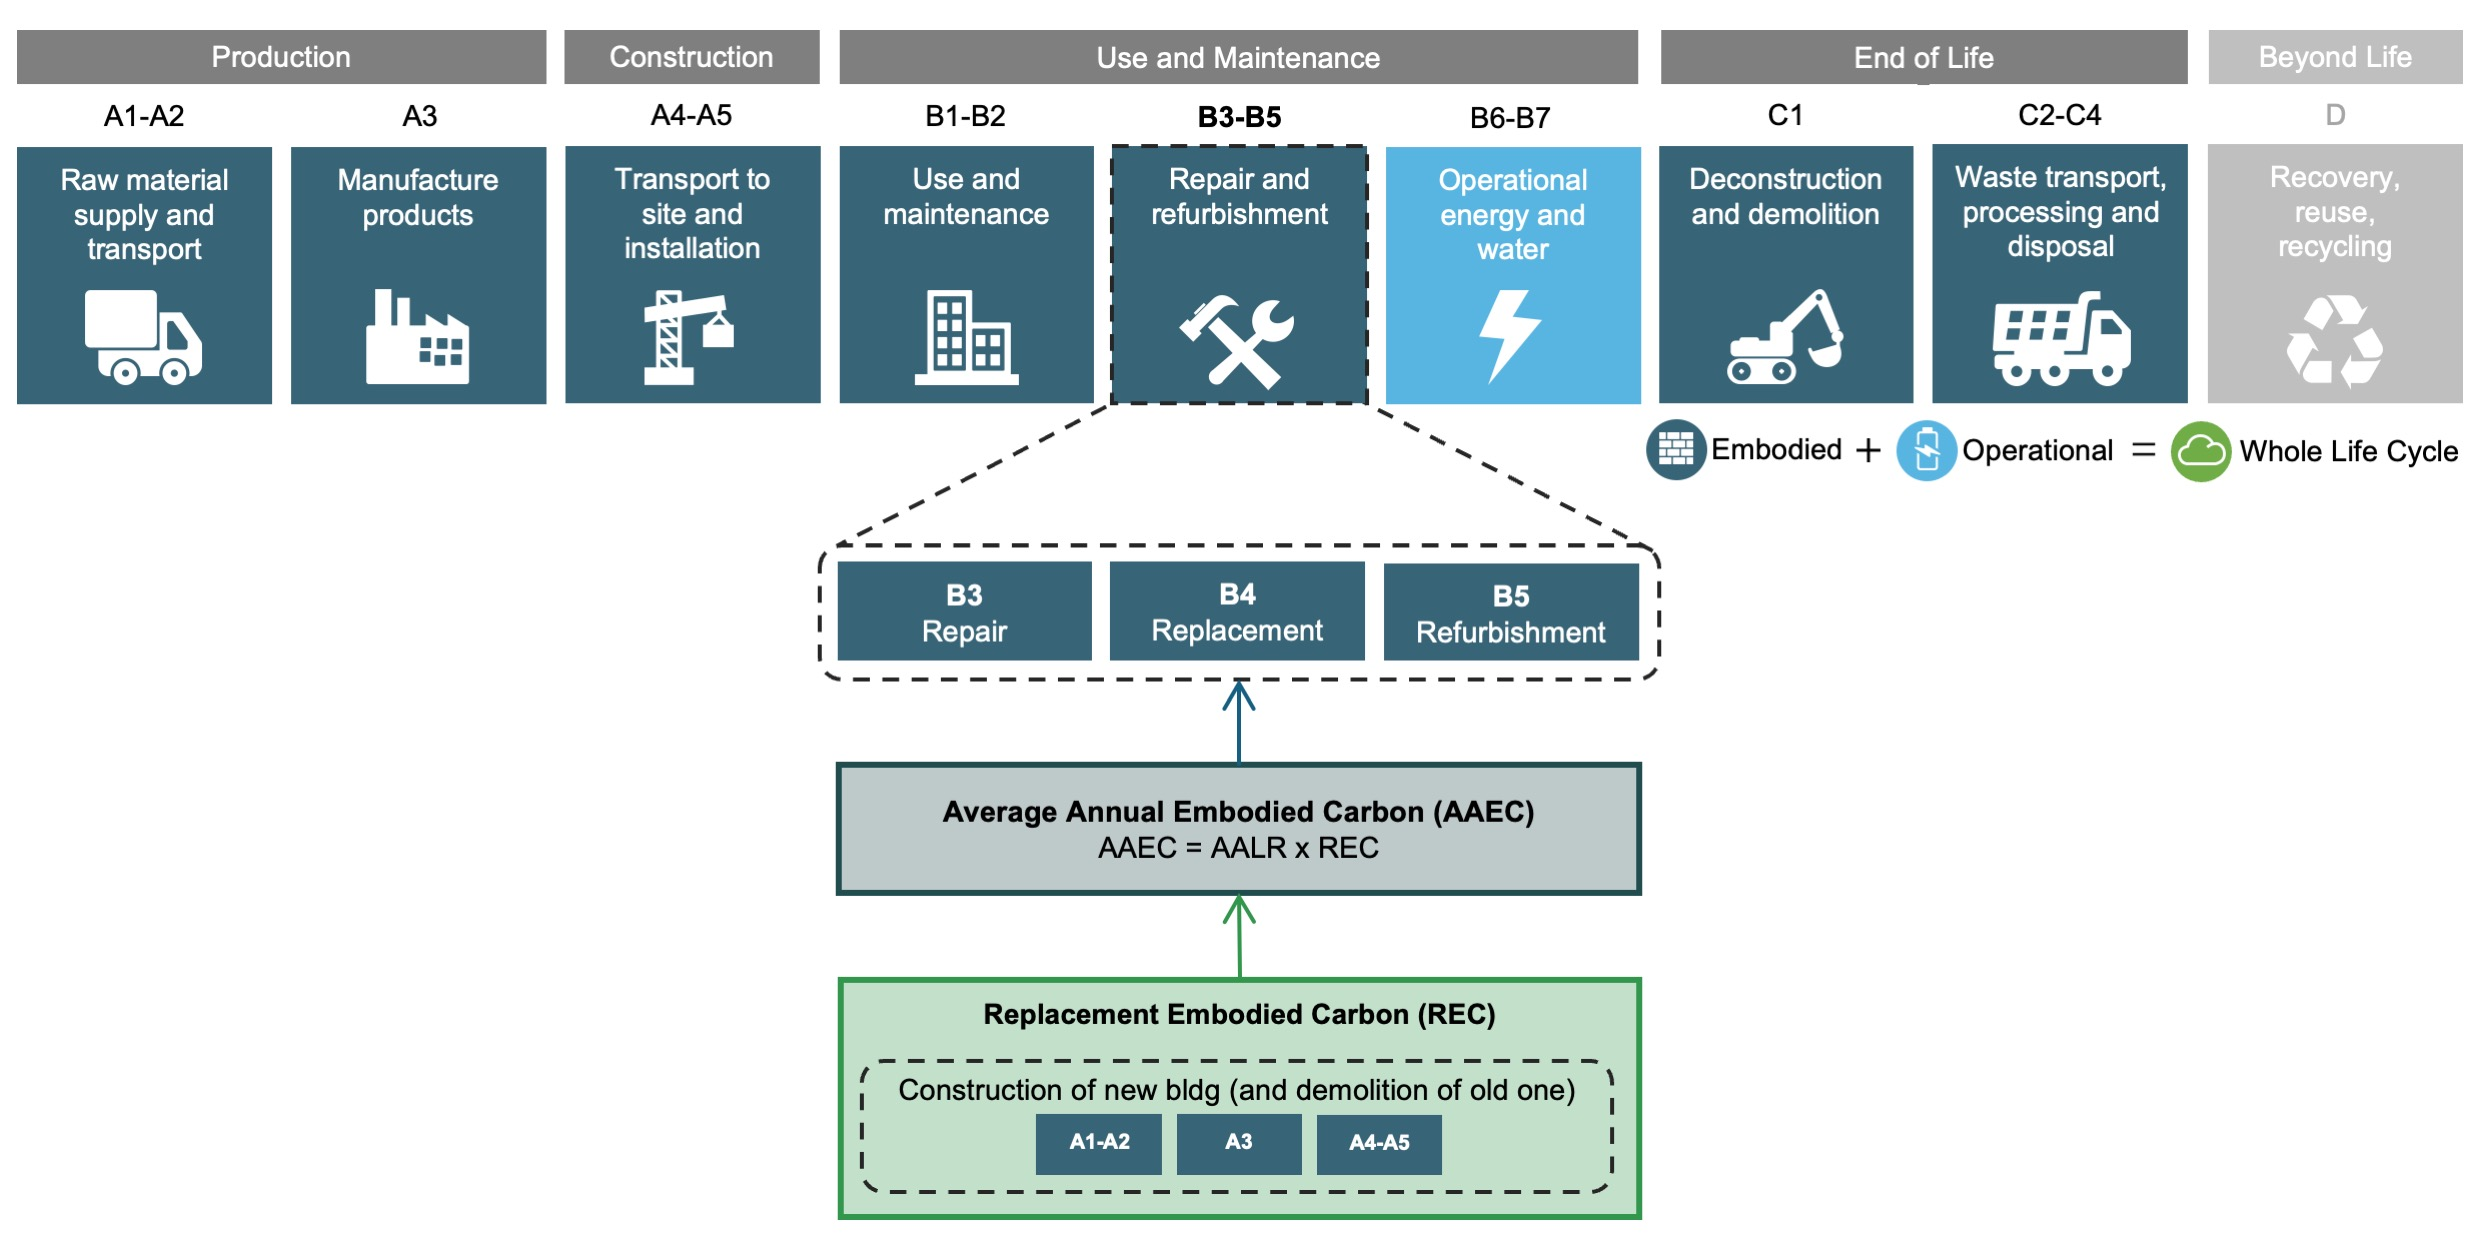 Production
Construction
Use and Maintenance
End of Life
Beyond Life
A1-A2
A3
A4-A5
B1-B2
B3-B5
B6-B7
C1
C2-C4
D
Raw material
supply and
transport
Manufacture
products
Transport to
site and
installation
Use and
maintenance
Repair and
refurbishment
Operational
energy and
water
Deconstruction
and demolition
Waste transport,
processing and
disposal
Recovery,
reuse,
recycling
Embodied + Operational = Whole Life Cycle
B3
Repair
B4
Replacement
B5
Refurbishment
Average Annual Embodied Carbon (AAEC)
AAEC = AALR x REC
Replacement Embodied Carbon (REC)
Construction of new bldg (and demolition of old one)
A1-A2
A3
A4-A5